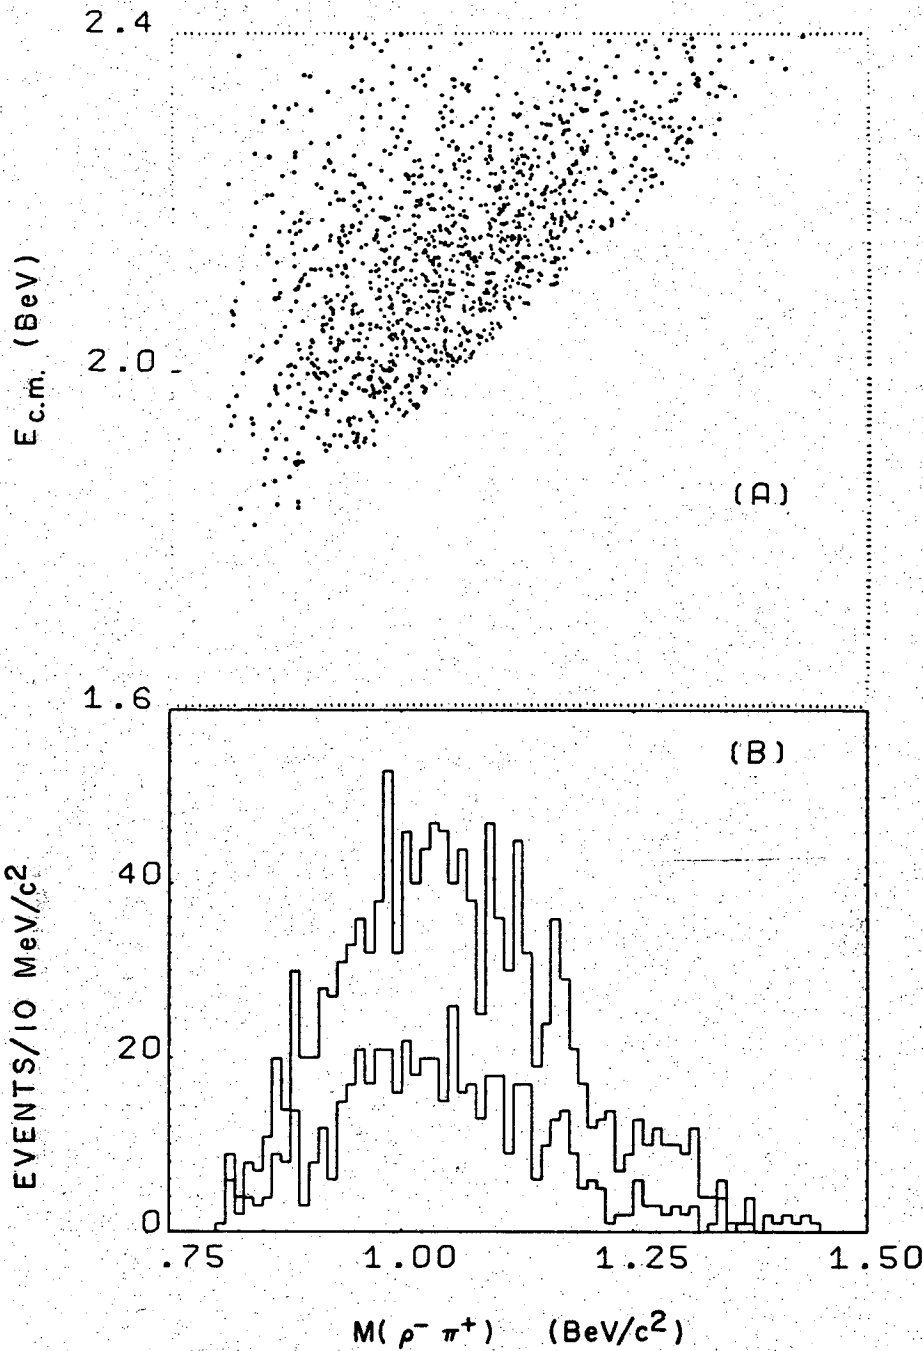 2.4
E c.m. (BeV)
2.0
(A)
1.6
(B)
EVENTS/10 MeV/c²
40
20
0
.75 1.00 1.25 1.50
M( ρ⁻ π⁺) (BeV/c²)